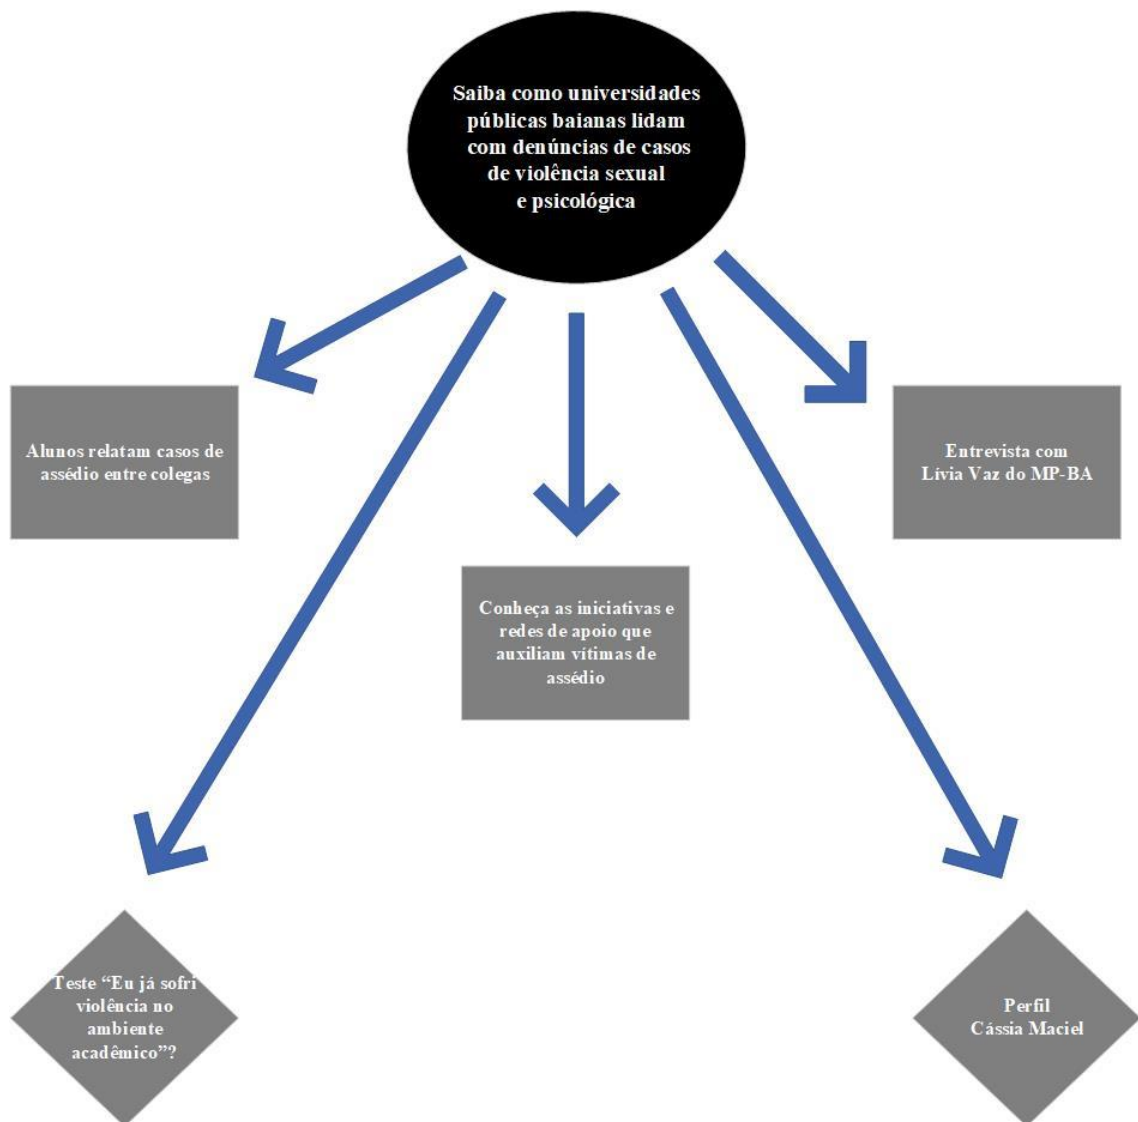 Saiba como universidades
públicas baianas lidam
com denúncias de casos
de violência sexual
e psicológica
Alunos relatam casos de
assédio entre colegas
Entrevista com
Lívia Vaz do MP-BA
Conheça as iniciativas e
redes de apoio que
auxiliam vítimas de
assédio
Teste “Eu já sofri
violência no
ambiente
acadêmico”?
Perfil
Cássia Maciel